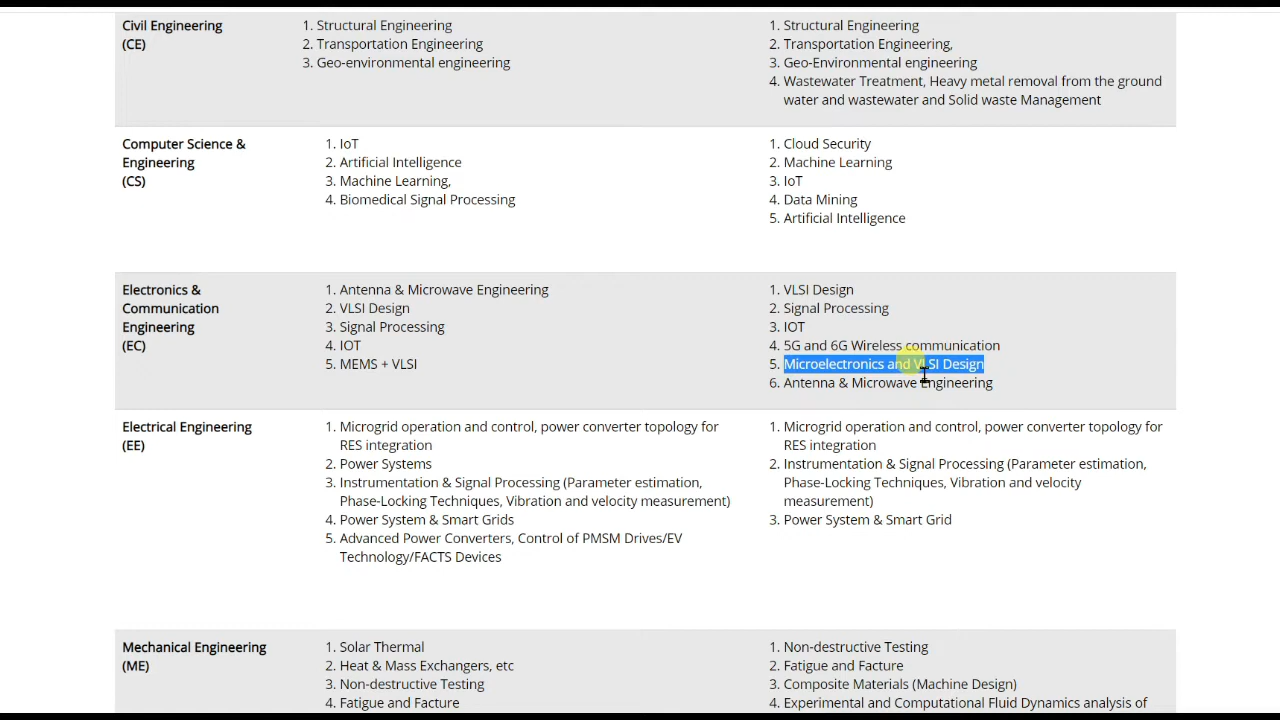 Civil Engineering
(CE)
1. Structural Engineering
2. Transportation Engineering
3. Geo-environmental engineering
1. Structural Engineering
2. Transportation Engineering,
3. Geo-Environmental engineering
4. Wastewater Treatment, Heavy metal removal from the ground
water and wastewater and Solid waste Management
Computer Science &
Engineering
(CS)
1. IoT
2. Artificial Intelligence
3. Machine Learning,
4. Biomedical Signal Processing
1. Cloud Security
2. Machine Learning
3. IoT
4. Data Mining
5. Artificial Intelligence
Electronics &
Communication
Engineering
(EC)
1. Antenna & Microwave Engineering
2. VLSI Design
3. Signal Processing
4. IOT
5. MEMS + VLSI
1. VLSI Design
2. Signal Processing
3. IOT
4. 5G and 6G Wireless communication
5. Microelectronics and VLSI Design
6. Antenna & Microwave Engineering
Electrical Engineering
(EE)
1. Microgrid operation and control, power converter topology for
RES integration
2. Power Systems
3. Instrumentation & Signal Processing (Parameter estimation,
Phase-Locking Techniques, Vibration and velocity measurement)
4. Power System & Smart Grids
5. Advanced Power Converters, Control of PMSM Drives/EV
Technology/FACTS Devices
1. Microgrid operation and control, power converter topology for
RES integration
2. Instrumentation & Signal Processing (Parameter estimation,
Phase-Locking Techniques, Vibration and velocity
measurement)
3. Power System & Smart Grid
Mechanical Engineering
(ME)
1. Solar Thermal
2. Heat & Mass Exchangers, etc
3. Non-destructive Testing
4. Fatigue and Facture
1. Non-destructive Testing
2. Fatigue and Facture
3. Composite Materials (Machine Design)
4. Experimental and Computational Fluid Dynamics analysis of